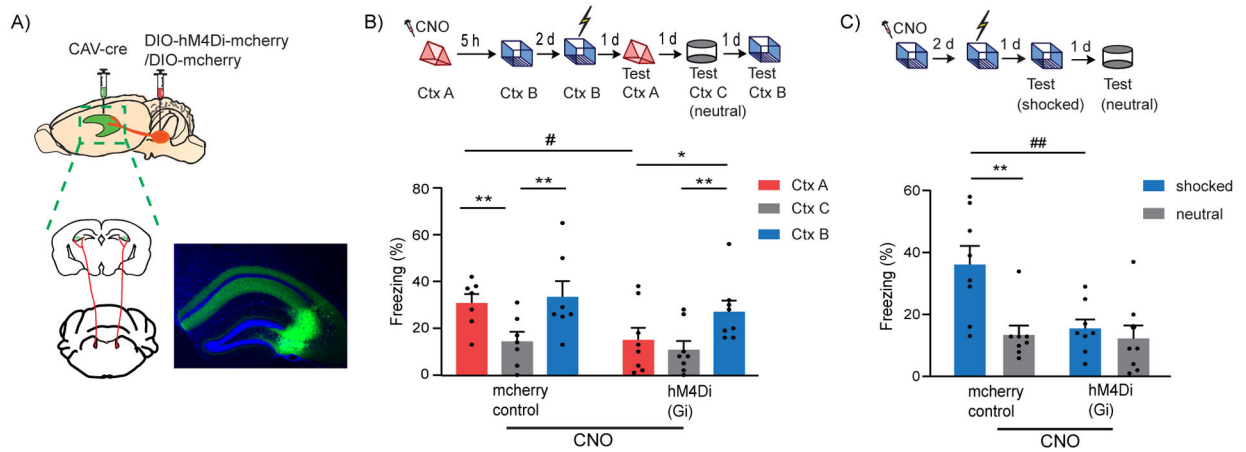 A)
CAV-cre
DIO-hM4Di-mcherry
/DIO-mcherry
B)
CNO
5 h
2 d
1 d
1 d
1 d
Ctx A
Ctx B
Ctx B
Test
Ctx A
Test
Ctx C
(neutral)
Test
Ctx B
#
*
**
**
**
Freezing (%)
80
60
40
20
0
Ctx A
Ctx C
Ctx B
mcherry
control
hM4Di
(Gi)
CNO
C)
CNO
2 d
1 d
1 d
Test
(shocked)
Test
(neutral)
##
**
Freezing (%)
60
40
20
0
shocked
neutral
mcherry
control
hM4Di
(Gi)
CNO